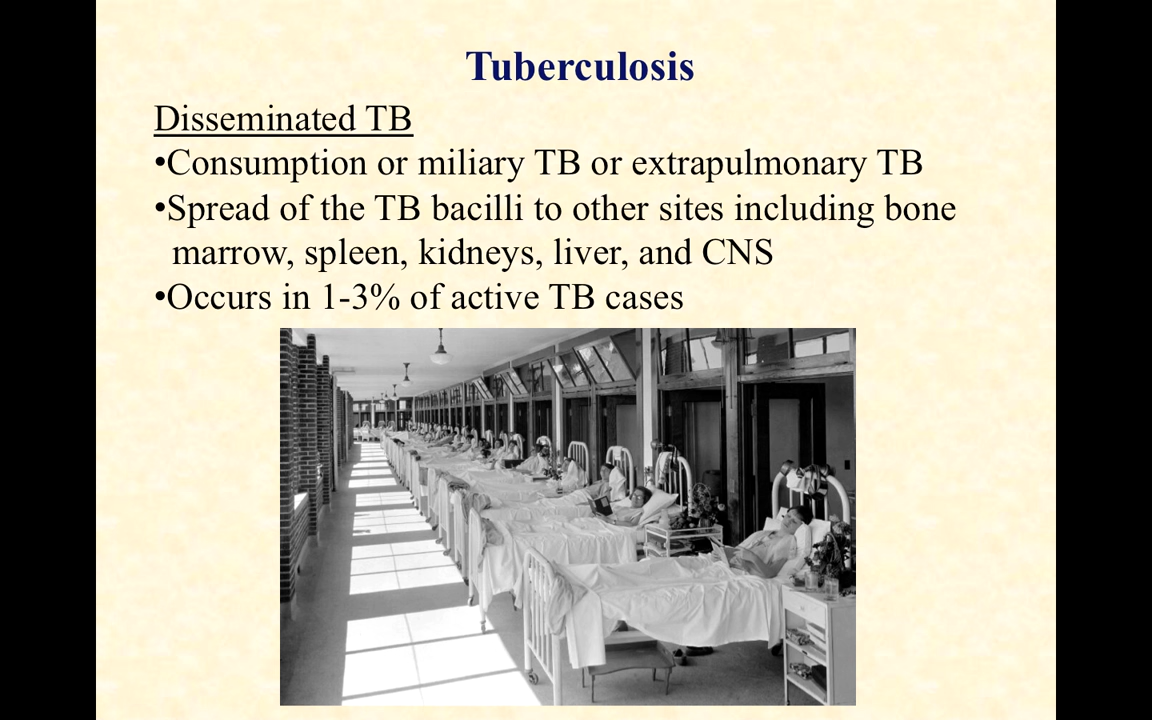 Tuberculosis
Disseminated TB
•Consumption or miliary TB or extrapulmonary TB
•Spread of the TB bacilli to other sites including bone
marrow, spleen, kidneys, liver, and CNS
•Occurs in 1-3% of active TB cases